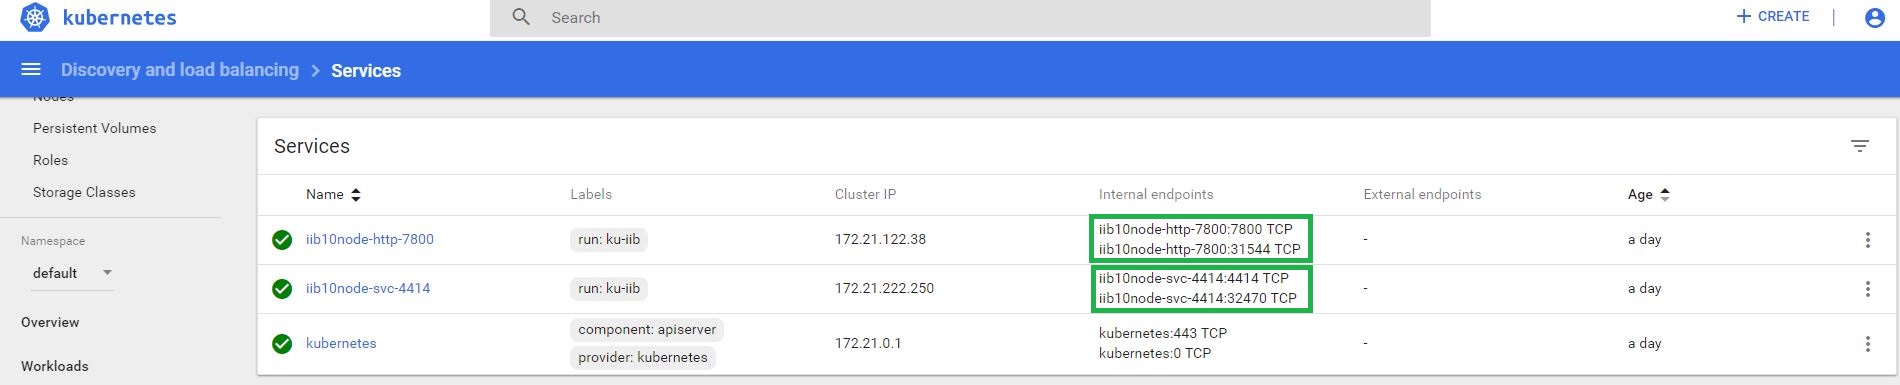 kubernetes
Search
CREATE
Discovery and load balancing > Services
Nodes
Persistent Volumes
Roles
Storage Classes
Namespace
default
Overview
Workloads
Services
Name Labels Cluster IP Internal endpoints External endpoints Age
iib10node-http-7800 run: ku-iib 172.21.122.38 iib10node-http-7800:7800 TCP - a day
iib10node-http-7800:31544 TCP
iib10node-svc-4414 run: ku-iib 172.21.222.250 iib10node-svc-4414:4414 TCP - a day
iib10node-svc-4414:32470 TCP
kubernetes component: apiserver 172.21.0.1 kubernetes:443 TCP - a day
provider: kubernetes kubernetes:0 TCP